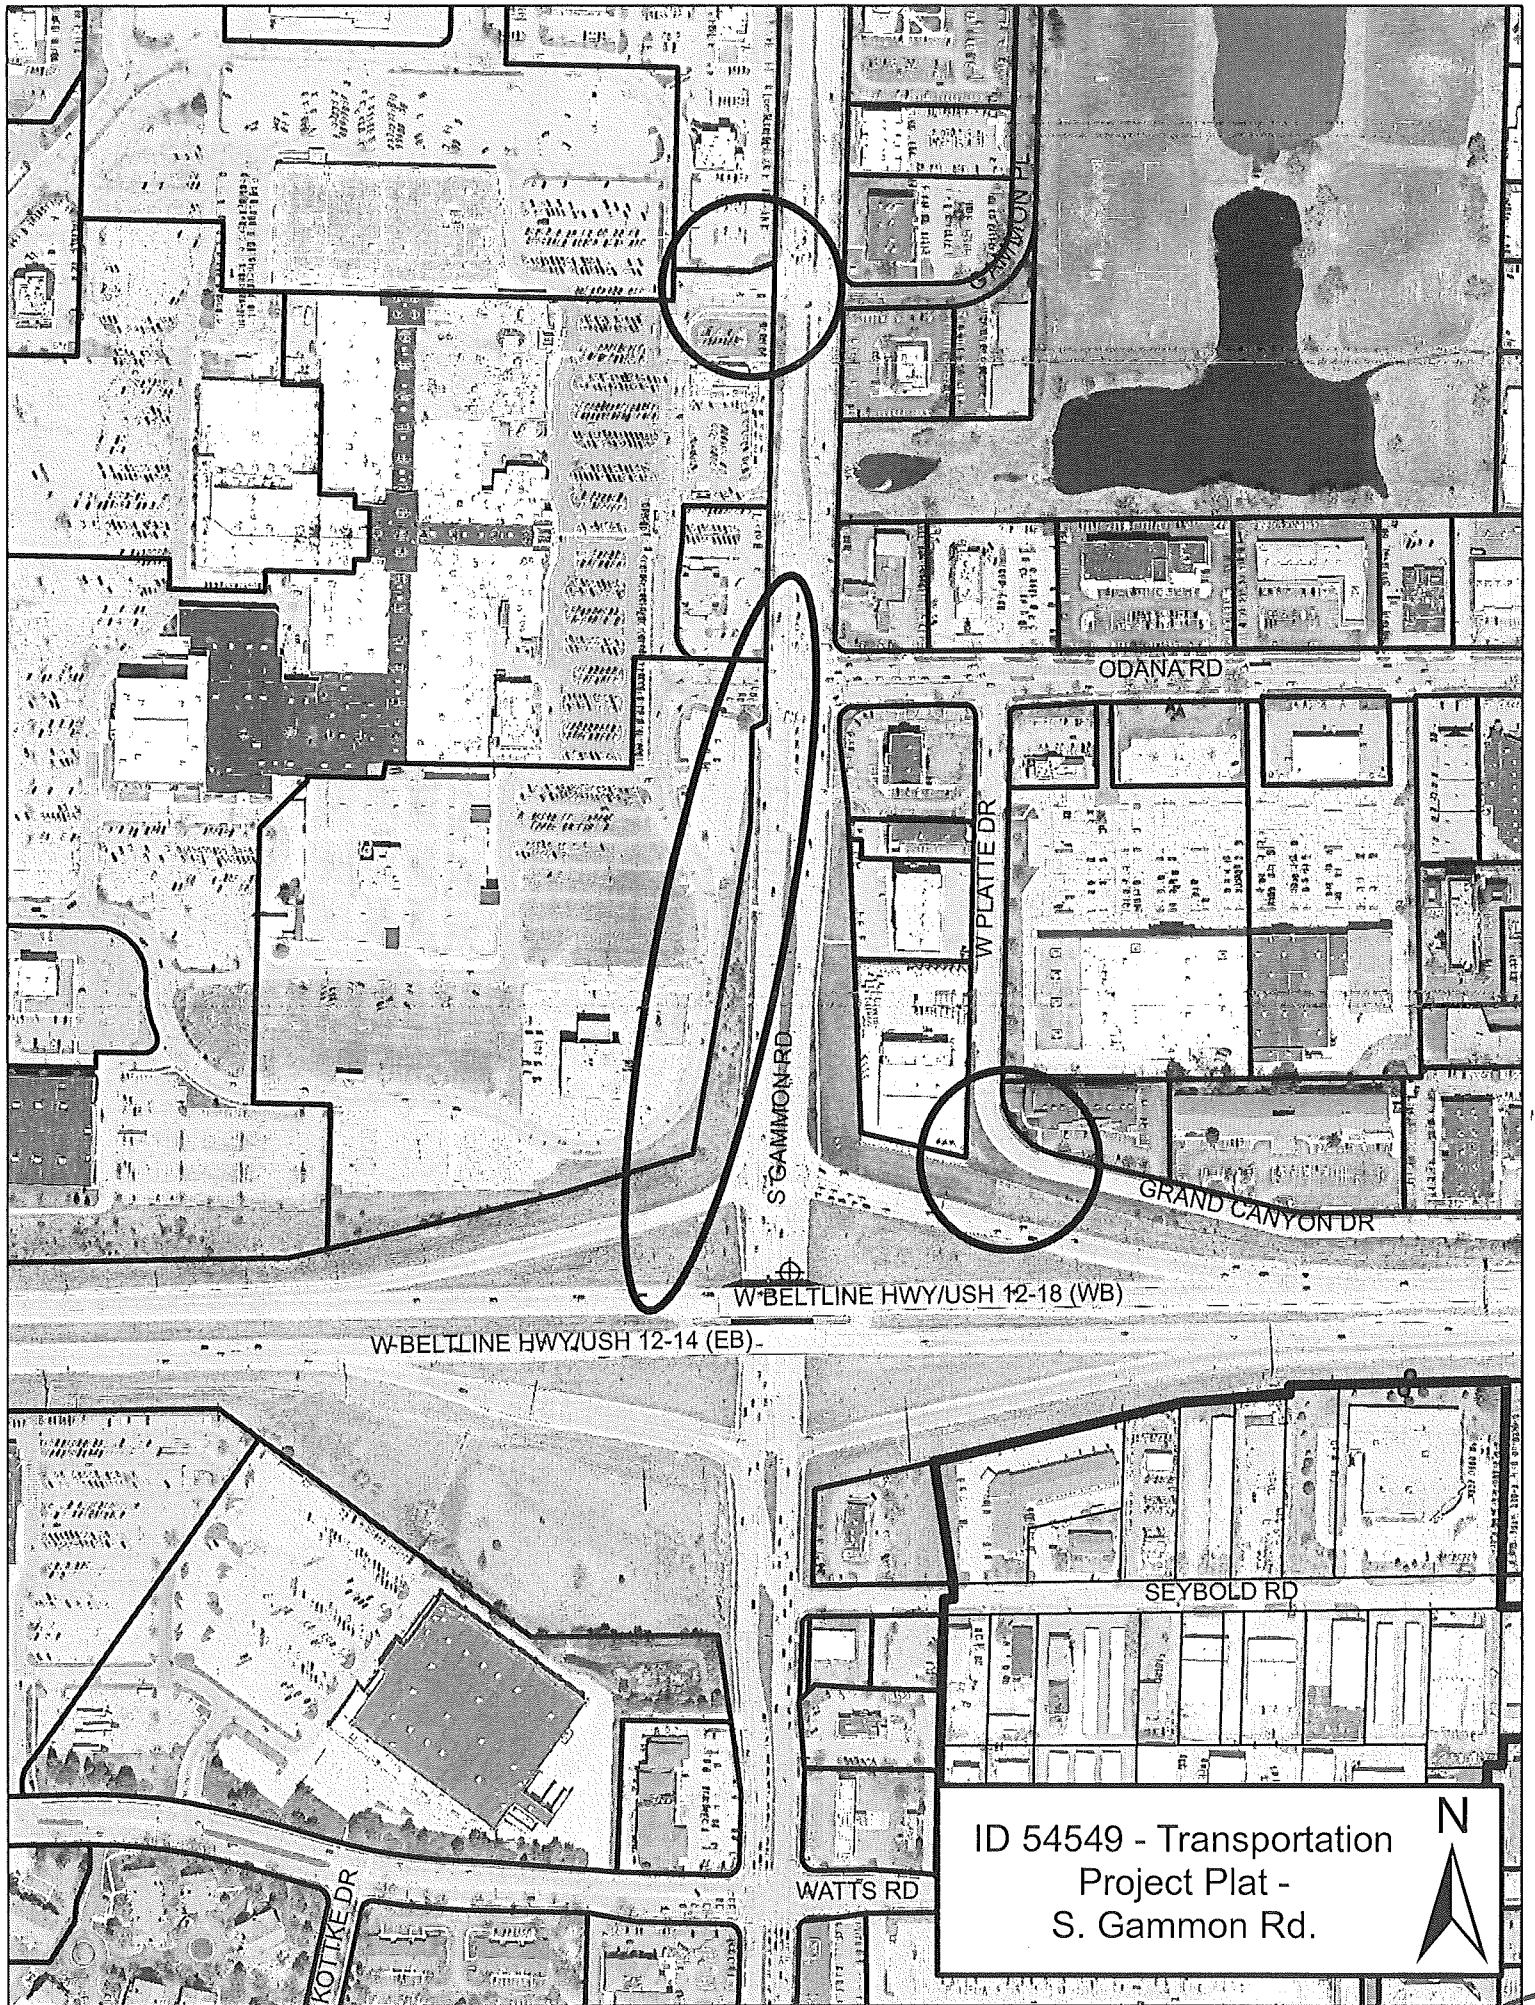 GAMMON PL
ODANA RD
W PLATTE DR
S GAMMON RD
GRAND CANYON DR
W BELTLINE HWY/USH 12-18 (WB)
W BELTLINE HWY/USH 12-14 (EB)
SEYBOLD RD
WATTS RD
KOTTKE DR
ID 54549 - Transportation
Project Plat -
S. Gammon Rd.
N